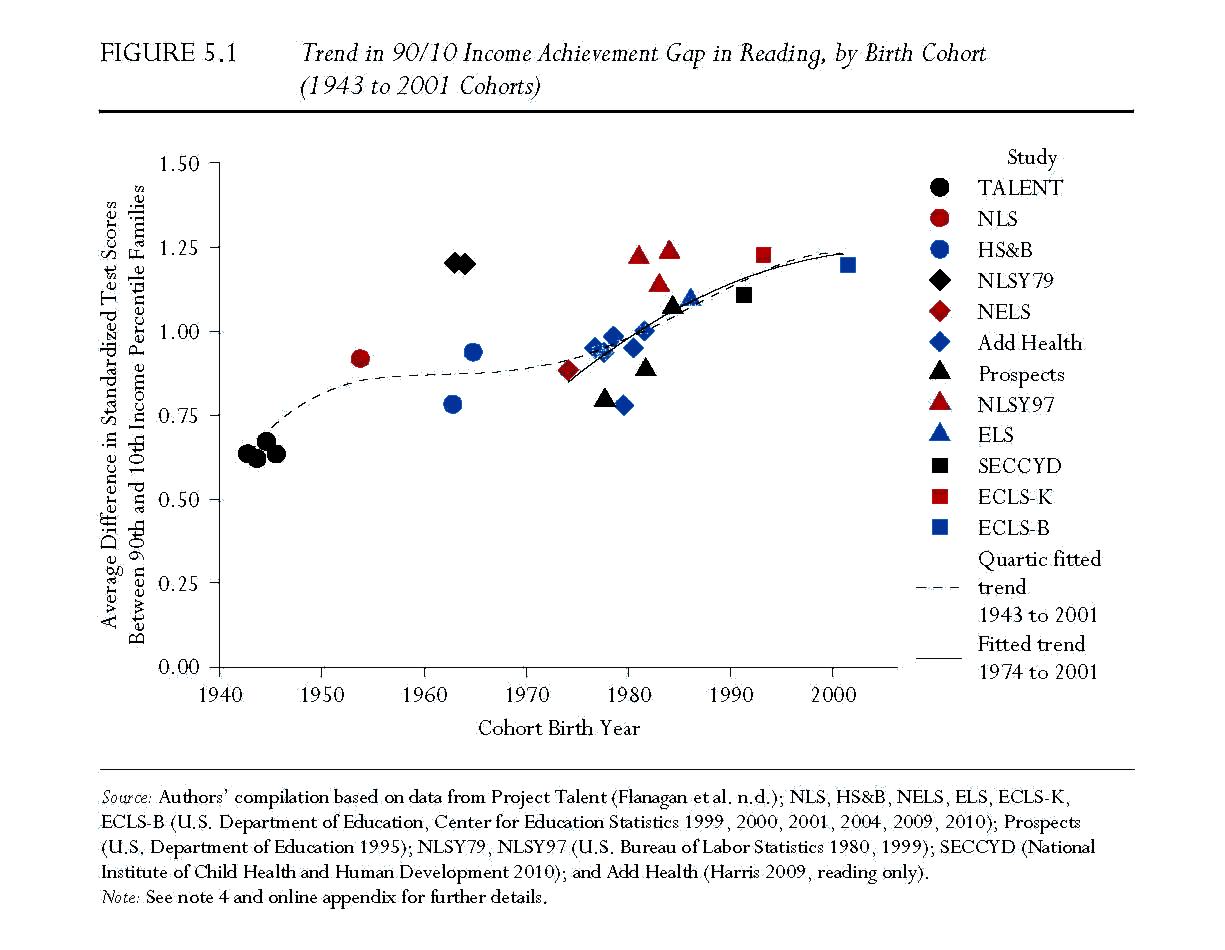 FIGURE 5.1 Trend in 90/10 Income Achievement Gap in Reading, by Birth Cohort
(1943 to 2001 Cohorts)
Average Difference in Standardized Test Scores
Between 90th and 10th Income Percentile Families
1.50
1.25
1.00
0.75
0.50
0.25
0.00
1940 1950 1960 1970 1980 1990 2000
Cohort Birth Year
Study
TALENT
NLS
HS&B
NLSY79
NELS
Add Health
Prospects
NLSY97
ELS
SECCYD
ECLS-K
ECLS-B
Quartic fitted
trend
1943 to 2001
Fitted trend
1974 to 2001
Source: Authors’ compilation based on data from Project Talent (Flanagan et al. n.d.); NLS, HS&B, NELS, ELS, ECLS-K,
ECLS-B (U.S. Department of Education, Center for Education Statistics 1999, 2000, 2001, 2004, 2009, 2010); Prospects
(U.S. Department of Education 1995); NLSY79, NLSY97 (U.S. Bureau of Labor Statistics 1980, 1999); SECCYD (National
Institute of Child Health and Human Development 2010); and Add Health (Harris 2009, reading only).
Note: See note 4 and online appendix for further details.